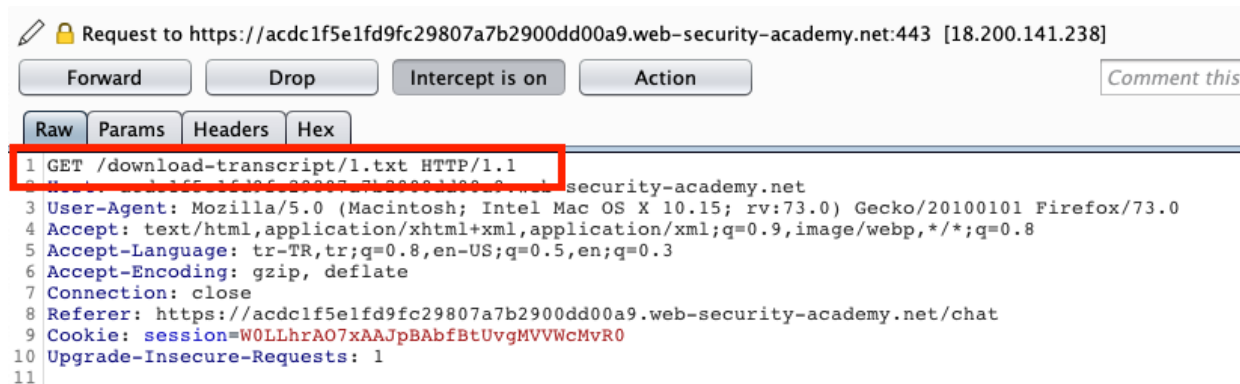 Request to https://acdc1f5e1fd9fc29807a7b2900dd00a9.web-security-academy.net:443 [18.200.141.238]
Forward Drop Intercept is on Action Comment this
Raw Params Headers Hex
1 GET /download-transcript/1.txt HTTP/1.1
2 Host: acdc1f5e1fd9fc29807a7b2900dd00a9.web-security-academy.net
3 User-Agent: Mozilla/5.0 (Macintosh; Intel Mac OS X 10.15; rv:73.0) Gecko/20100101 Firefox/73.0
4 Accept: text/html,application/xhtml+xml,application/xml;q=0.9,image/webp,*/*;q=0.8
5 Accept-Language: tr-TR,tr;q=0.8,en-US;q=0.5,en;q=0.3
6 Accept-Encoding: gzip, deflate
7 Connection: close
8 Referer: https://acdc1f5e1fd9fc29807a7b2900dd00a9.web-security-academy.net/chat
9 Cookie: session=W0LLhrAO7xAAJpBAbfBtUvgMVVWcMvR0
10 Upgrade-Insecure-Requests: 1
11